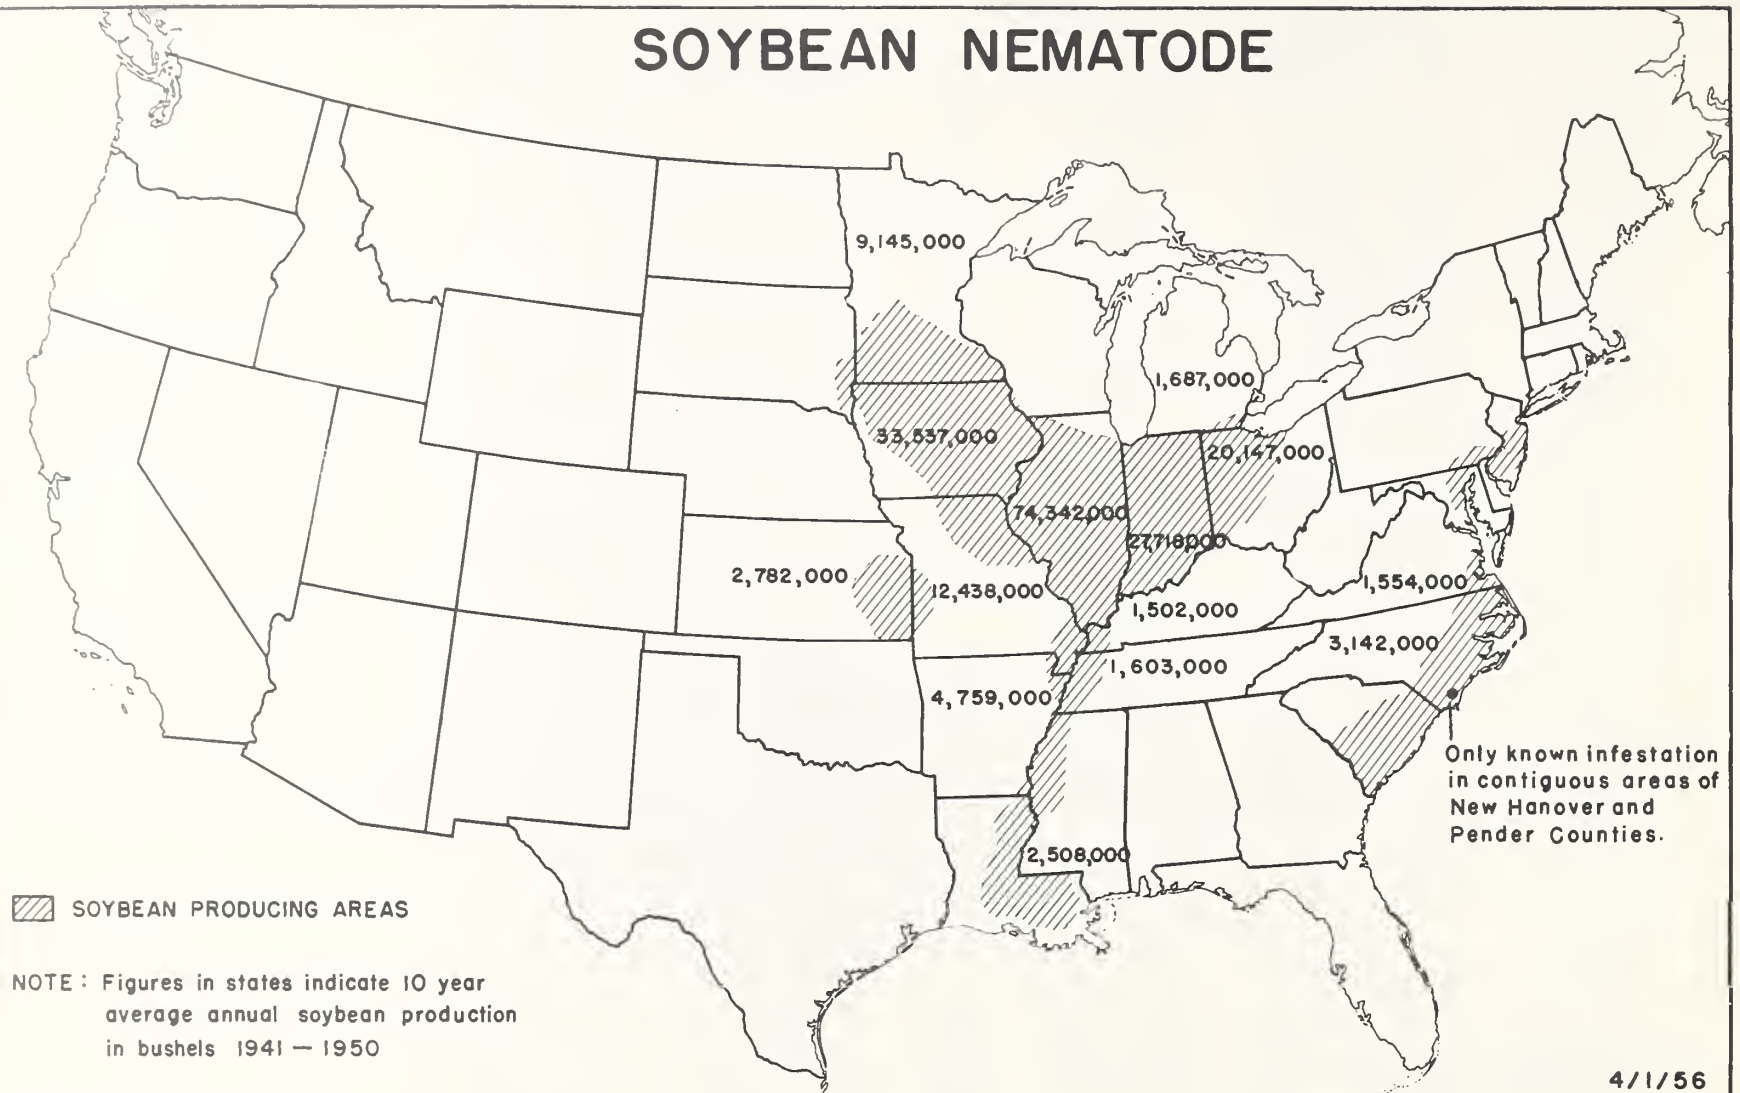 SOYBEAN NEMATODE
9,145,000
1,687,000
33,537,000
20,147,000
74,342,000
27,718,000
2,782,000
12,438,000
1,554,000
1,502,000
3,142,000
1,603,000
4,759,000
Only known infestation
in contiguous areas of
New Hanover and
Pender Counties.
2,508,000
SOYBEAN PRODUCING AREAS
NOTE: Figures in states indicate 10 year
average annual soybean production
in bushels 1941 — 1950
4/1/56